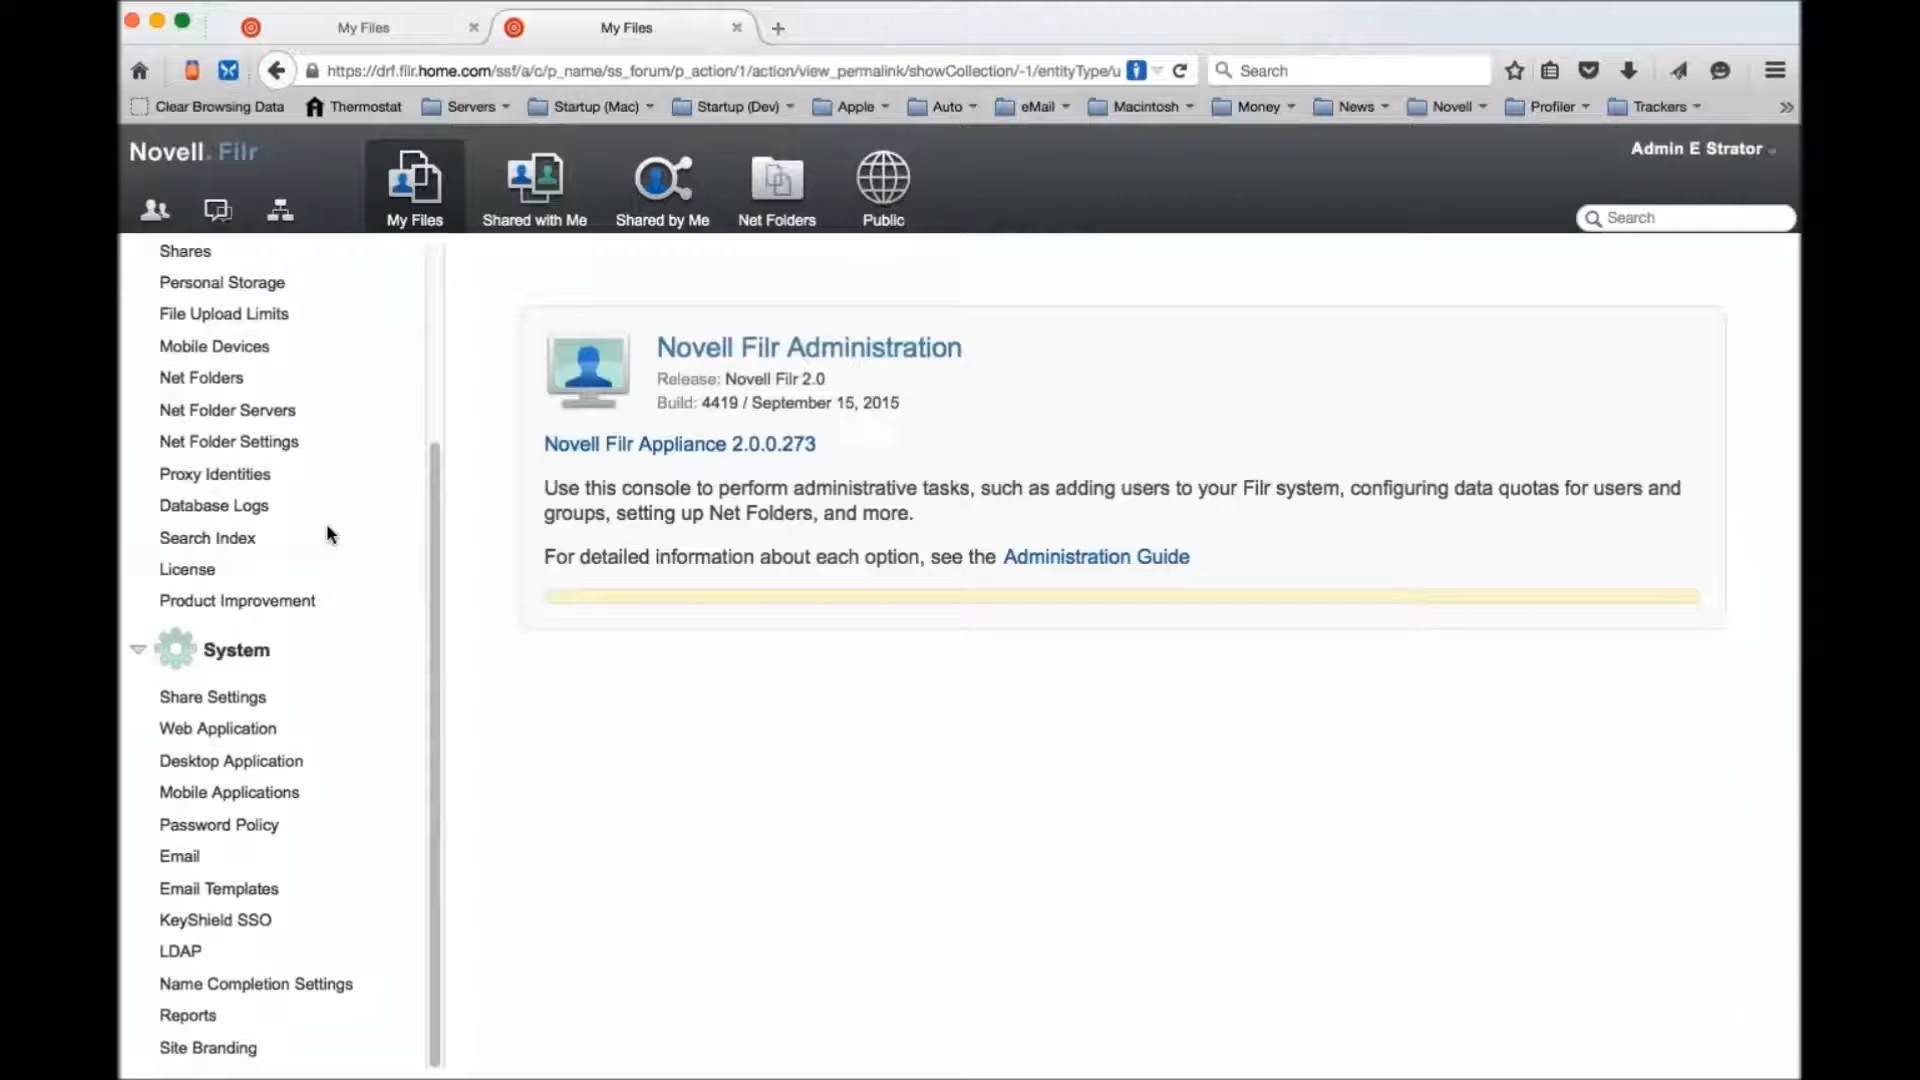 My Files
My Files
https://drf.filr.home.com/ssf/a/c/p_name/ss_forum/p_action/1/action/view_permalink/showCollection/-1/entityType/u
Search
Clear Browsing Data
Thermostat
Servers
Startup (Mac)
Startup (Dev)
Apple
Auto
eMail
Macintosh
Money
News
Novell
Profiler
Trackers
Novell Filr
My Files
Shared with Me
Shared by Me
Net Folders
Public
Admin E Strator
Search
Shares
Personal Storage
File Upload Limits
Mobile Devices
Net Folders
Net Folder Servers
Net Folder Settings
Proxy Identities
Database Logs
Search Index
License
Product Improvement
System
Share Settings
Web Application
Desktop Application
Mobile Applications
Password Policy
Email
Email Templates
KeyShield SSO
LDAP
Name Completion Settings
Reports
Site Branding
Novell Filr Administration
Release: Novell Filr 2.0
Build: 4419 / September 15, 2015
Novell Filr Appliance 2.0.0.273
Use this console to perform administrative tasks, such as adding users to your Filr system, configuring data quotas for users and
groups, setting up Net Folders, and more.
For detailed information about each option, see the Administration Guide